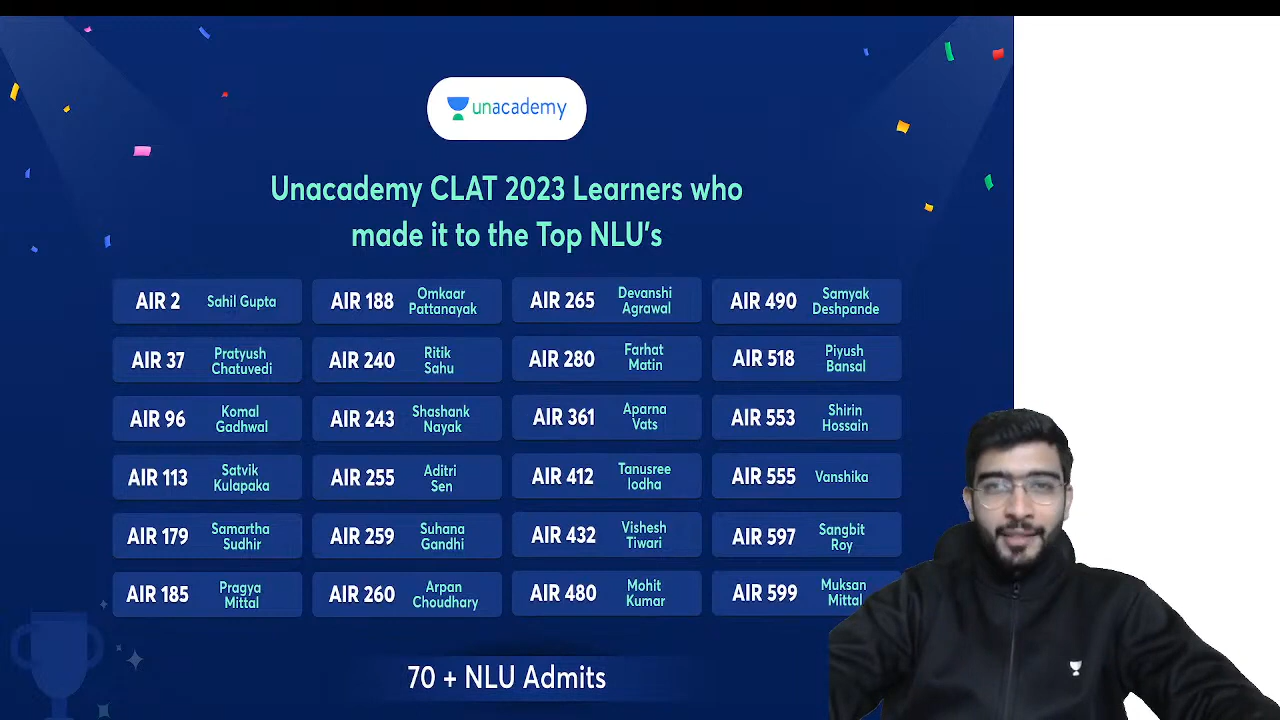 unacademy
Unacademy CLAT 2023 Learners who
made it to the Top NLU's
AIR 2 Sahil Gupta
AIR 188 Omkaar
Pattanayak
AIR 265 Devanshi
Agrawal
AIR 490 Samyak
Deshpande
AIR 37 Pratyush
Chatuvedi
AIR 240 Ritik
Sahu
AIR 280 Farhat
Matin
AIR 518 Piyush
Bansal
AIR 96 Komal
Gadhwal
AIR 243 Shashank
Nayak
AIR 361 Aparna
Vats
AIR 553 Shirin
Hossain
AIR 113 Satvik
Kulapaka
AIR 255 Aditri
Sen
AIR 412 Tanusree
lodha
AIR 555 Vanshika
AIR 179 Samartha
Sudhir
AIR 259 Suhana
Gandhi
AIR 432 Vishesh
Tiwari
AIR 597 Sangbit
Roy
AIR 185 Pragya
Mittal
AIR 260 Arpan
Choudhary
AIR 480 Mohit
Kumar
AIR 599 Muksan
Mittal
70 + NLU Admits